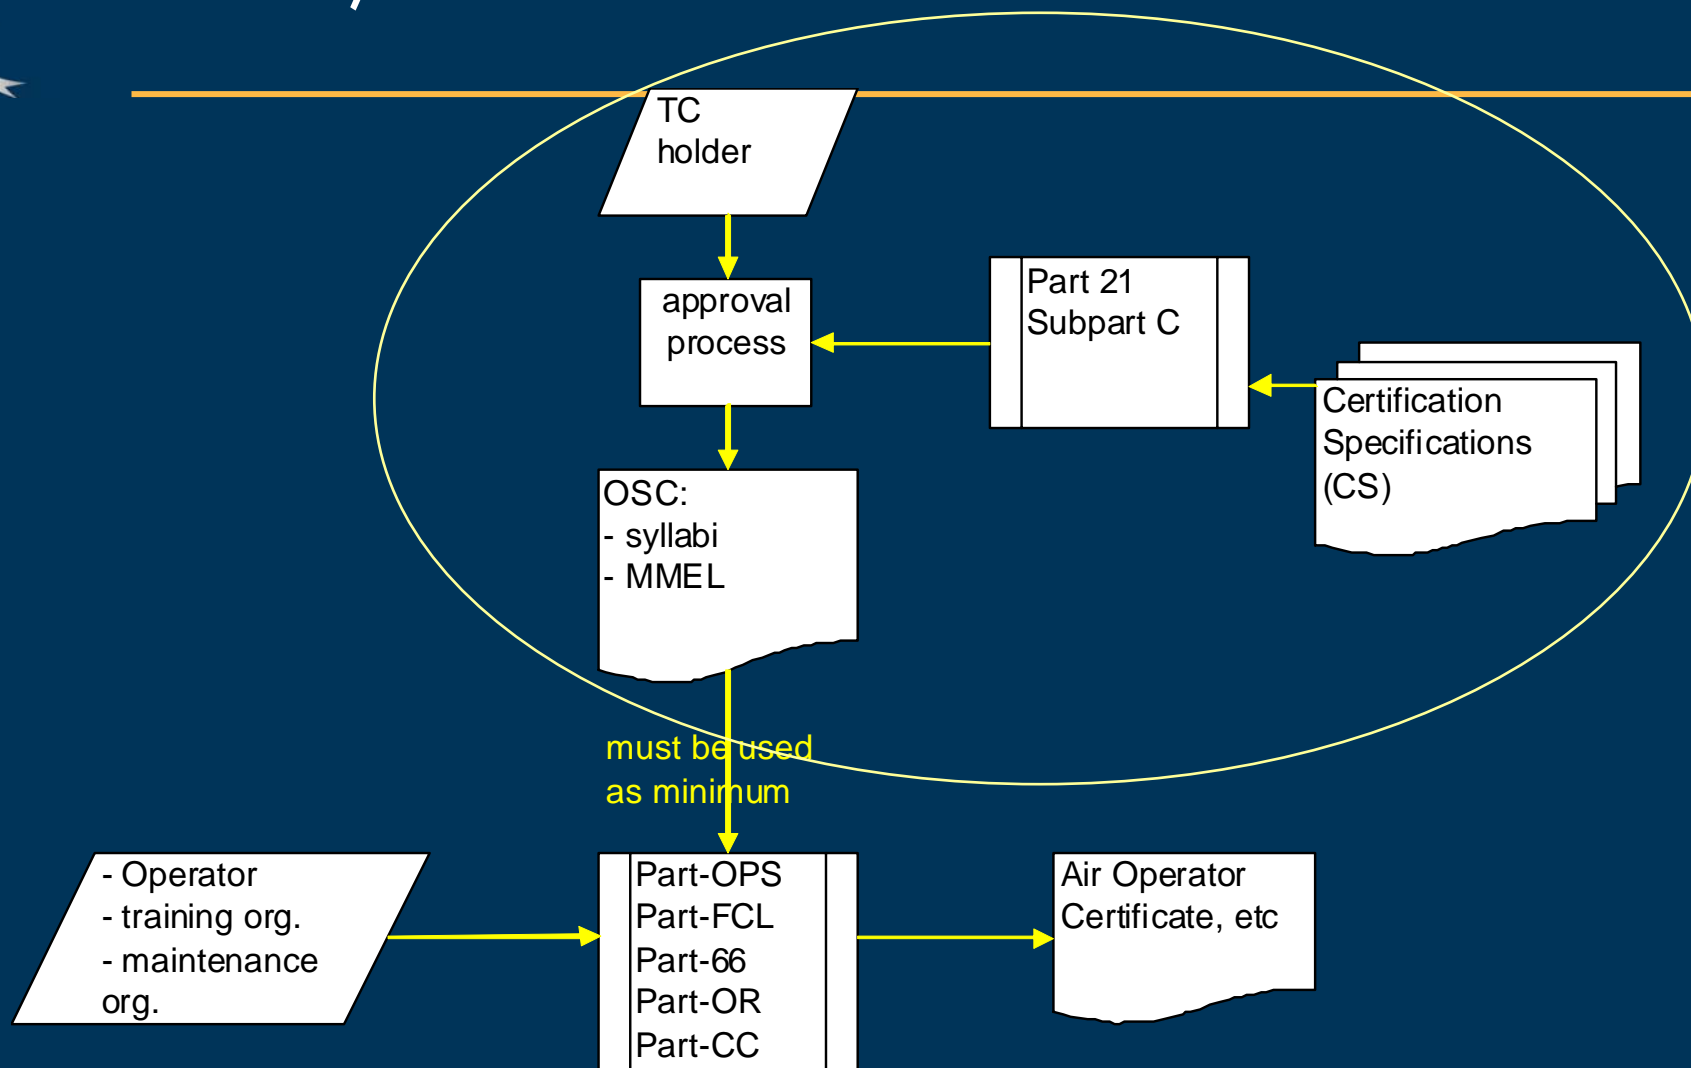 TC
holder
approval
process
Part 21
Subpart C
Certification
Specifications
(CS)
OSC:
- syllabi
- MMEL
must be used
as minimum
- Operator
- training org.
- maintenance
org.
Part-OPS
Part-FCL
Part-66
Part-OR
Part-CC
Air Operator
Certificate, etc